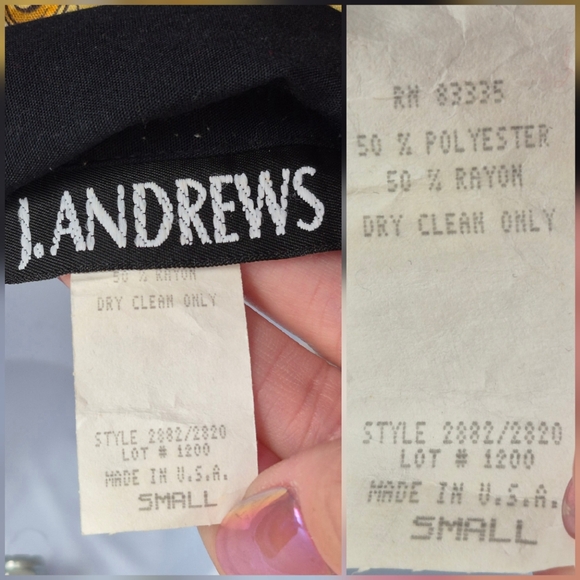 J.ANDREWS
50 % RAYON
DRY CLEAN ONLY
STYLE 2882/2820
LOT # 1200
MADE IN U.S.A.
SMALL
RN 83335
50 % POLYESTER
50 % RAYON
DRY CLEAN ONLY
STYLE 2882/2820
LOT # 1200
MADE IN U.S.A.
SMALL